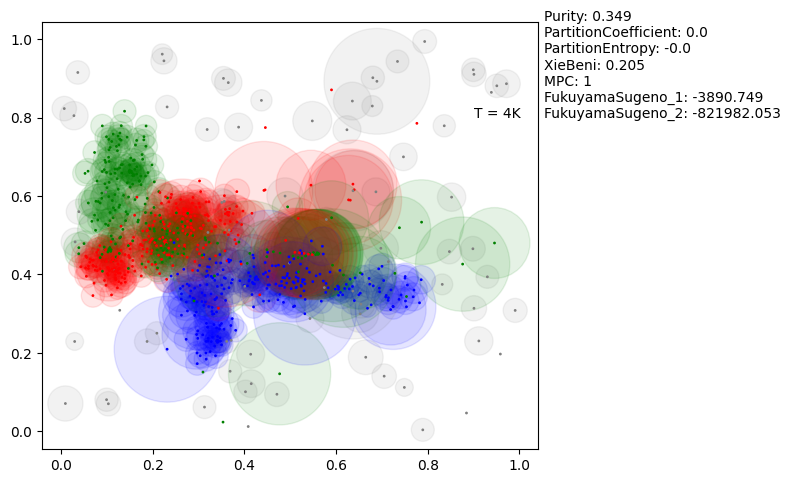 Purity: 0.349
PartitionCoefficient: 0.0
PartitionEntropy: -0.0
XieBeni: 0.205
MPC: 1
FukuyamaSugeno_1: -3890.749
FukuyamaSugeno_2: -821982.053
T = 4K
1.0
0.8
0.6
0.4
0.2
0.0
0.0 0.2 0.4 0.6 0.8 1.0